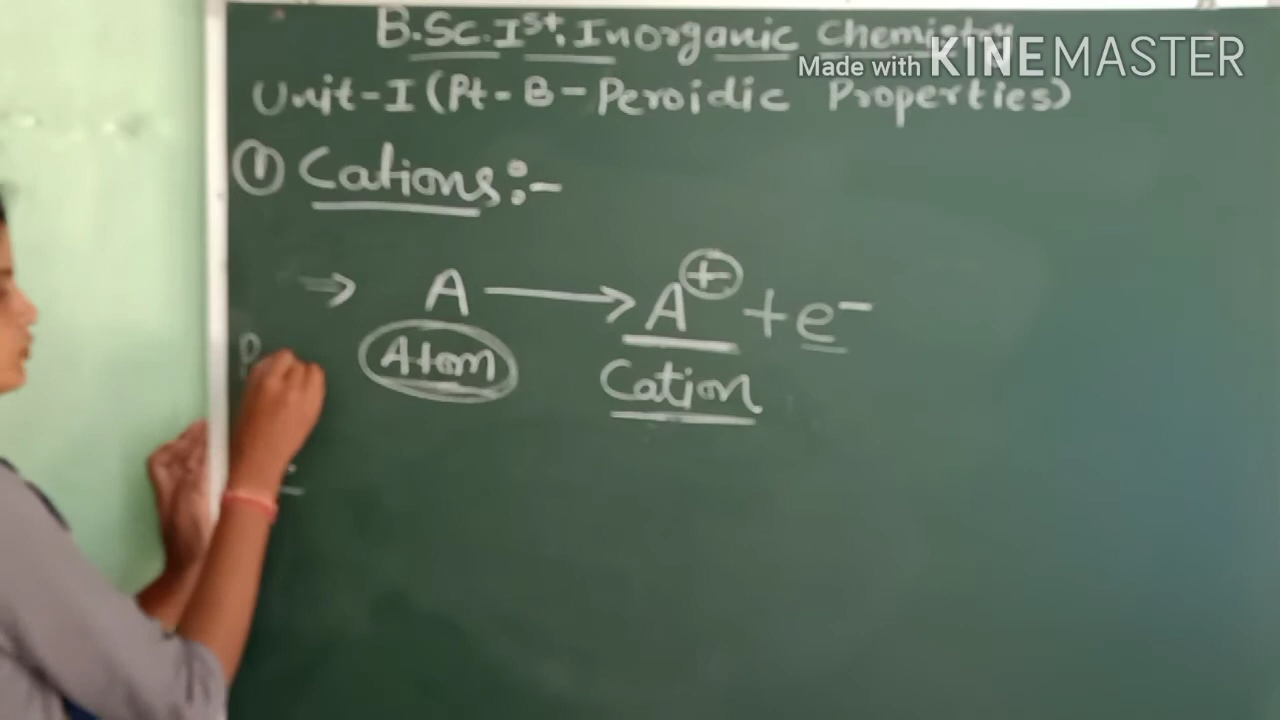 B.Sc.Ist. Inorganic Chemistry
Made with KINEMASTER
Unit-I (Pt-B-Peroidic Properties)
① Cations:-
⇒ A ⟶ A⊕ + e⁻
Atom Cation